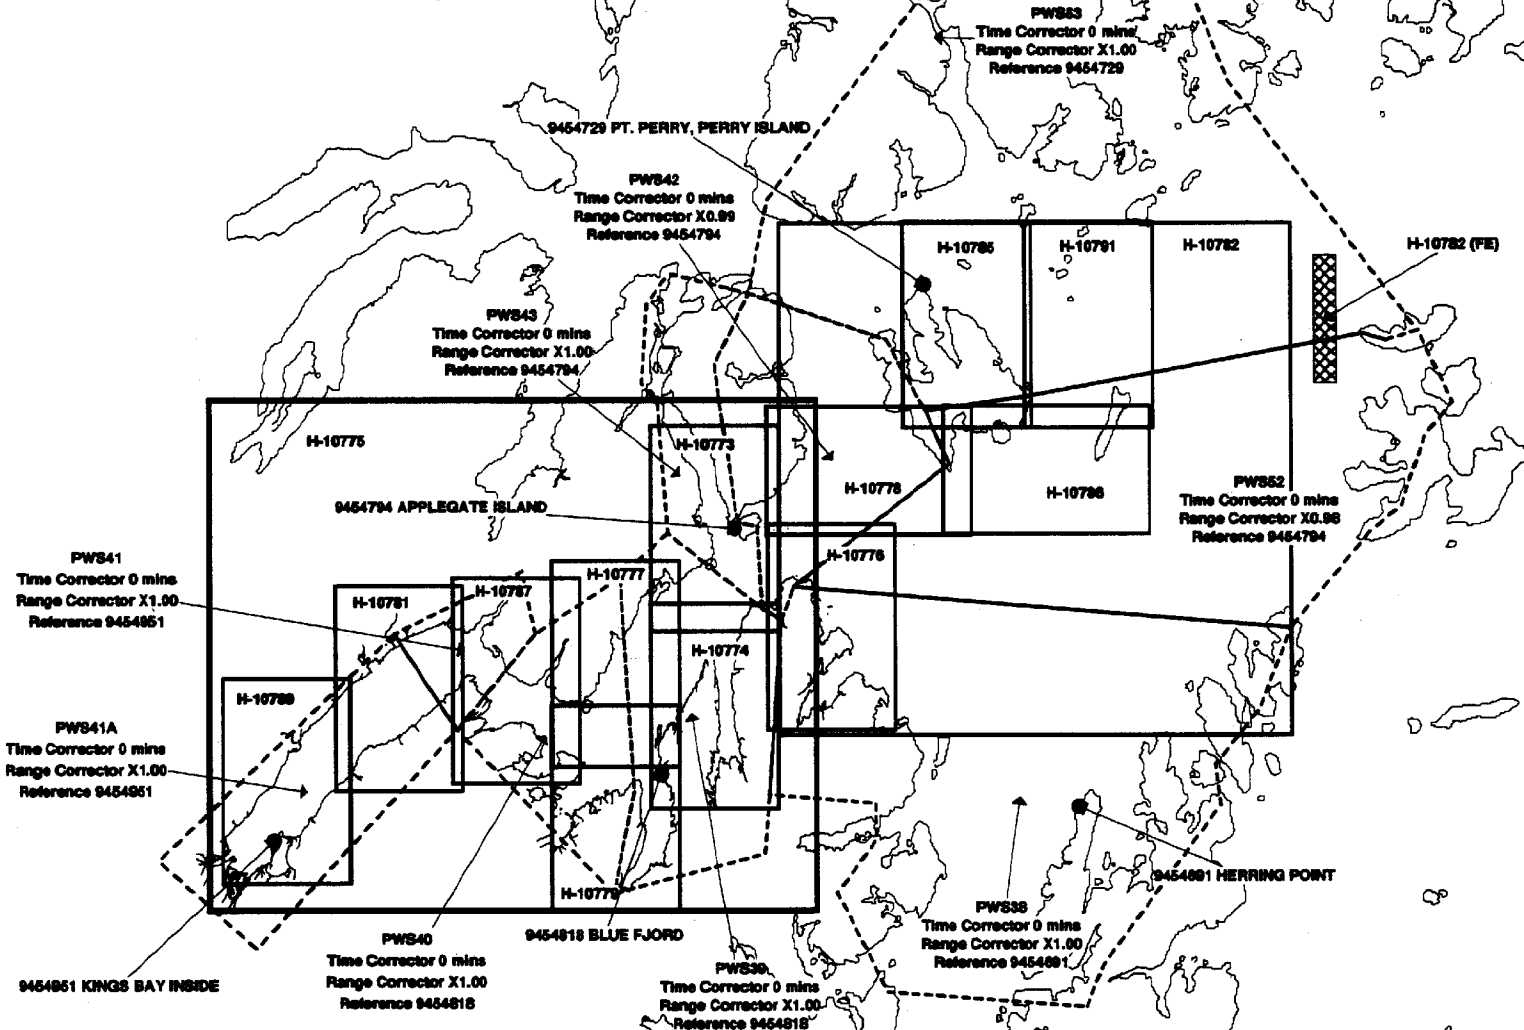 PWS53
Time Corrector 0 mins
Range Corrector X1.00
Reference 9454729
9454729 PT. PERRY, PERRY ISLAND
PWS42
Time Corrector 0 mins
Range Corrector X0.99
Reference 9454794
H-10785
H-10791
H-10782
H-10782 (FE)
PWS43
Time Corrector 0 mins
Range Corrector X1.00
Reference 9454794
H-10775
H-10773
H-10778
H-10786
PWS52
Time Corrector 0 mins
Range Corrector X0.98
Reference 9454794
9454794 APPLEGATE ISLAND
H-10776
PWS41
Time Corrector 0 mins
Range Corrector X1.00
Reference 9454951
H-10781
H-10787
H-10777
H-10774
H-10789
PWS41A
Time Corrector 0 mins
Range Corrector X1.00
Reference 9454951
H-10779
9454691 HERRING POINT
PWS38
Time Corrector 0 mins
Range Corrector X1.00
Reference 9454691
9454818 BLUE FJORD
PWS40
Time Corrector 0 mins
Range Corrector X1.00
Reference 9454818
PWS39
Time Corrector 0 mins
Range Corrector X1.00
Reference 9454818
9454951 KINGS BAY INSIDE